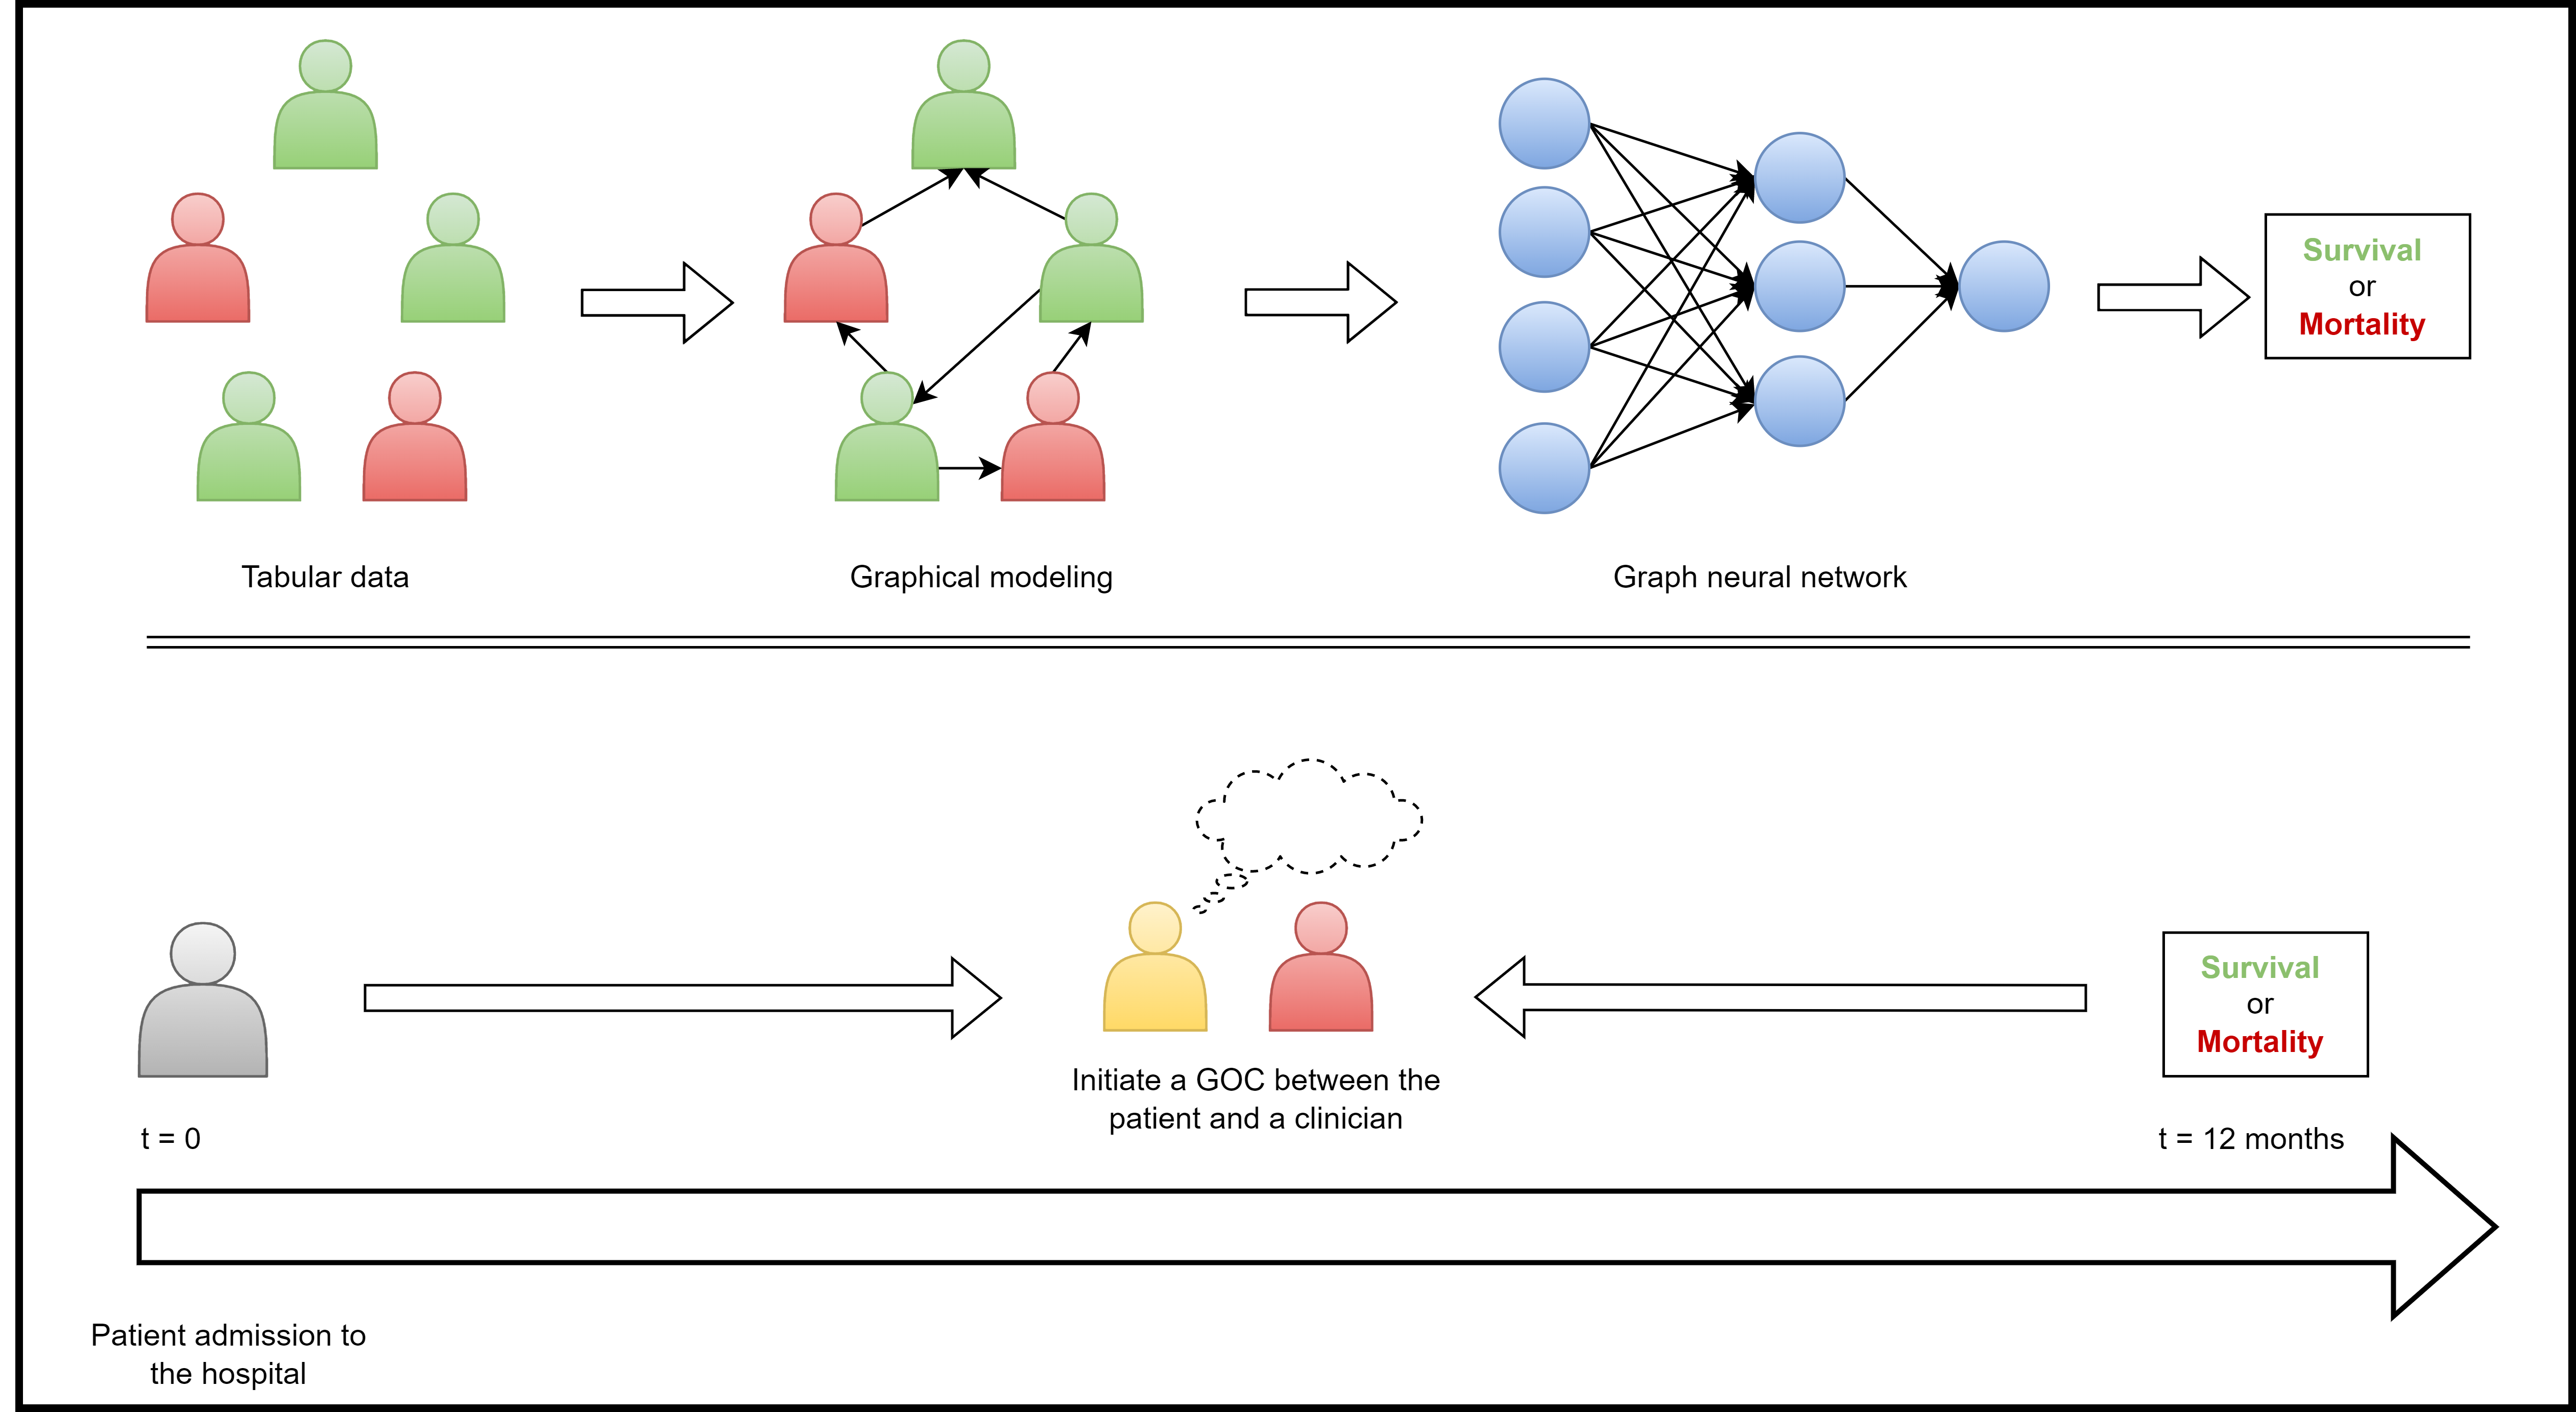 Survival
or
Mortality
Tabular data
Graphical modeling
Graph neural network
Survival
or
Mortality
Initiate a GOC between the
patient and a clinician
t = 0
t = 12 months
Patient admission to
the hospital